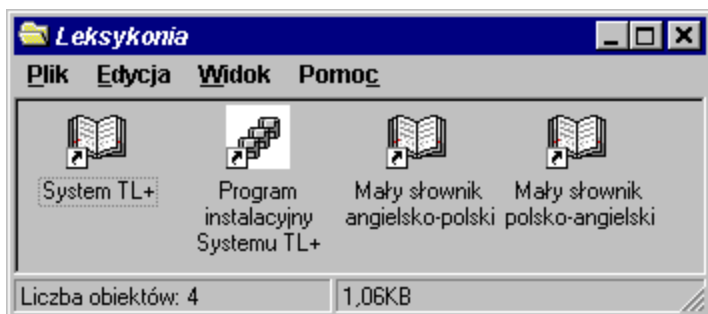 Leksykonia
Plik Edycja Widok Pomoc
System TL+
Program
instalacyjny
Systemu TL+
Mały słownik
angielsko-polski
Mały słownik
polsko-angielski
Liczba obiektów: 4
1,06KB